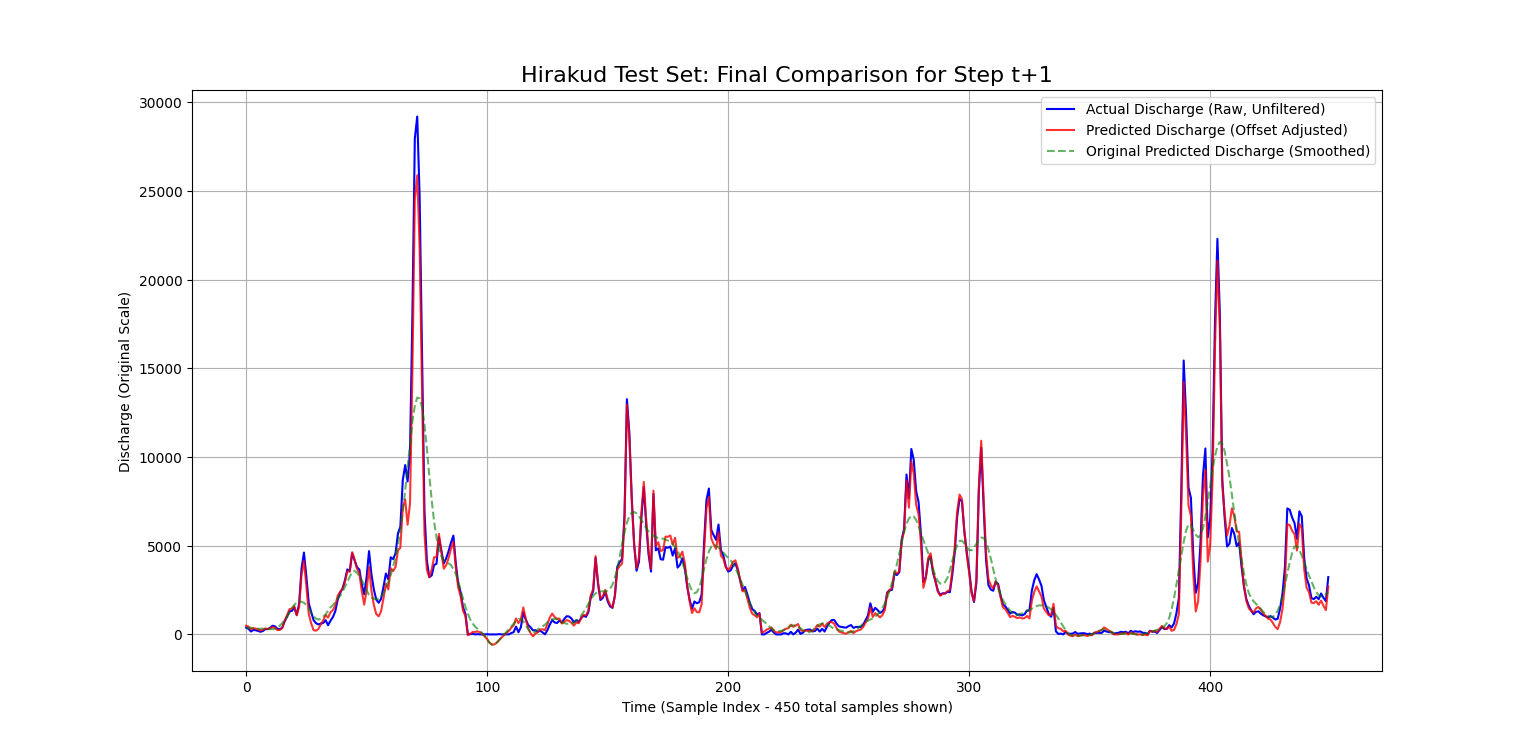 Hirakud Test Set: Final Comparison for Step t+1
Actual Discharge (Raw, Unfiltered)
Predicted Discharge (Offset Adjusted)
Original Predicted Discharge (Smoothed)
Discharge (Original Scale)
30000
25000
20000
15000
10000
5000
0
0 100 200 300 400
Time (Sample Index - 450 total samples shown)